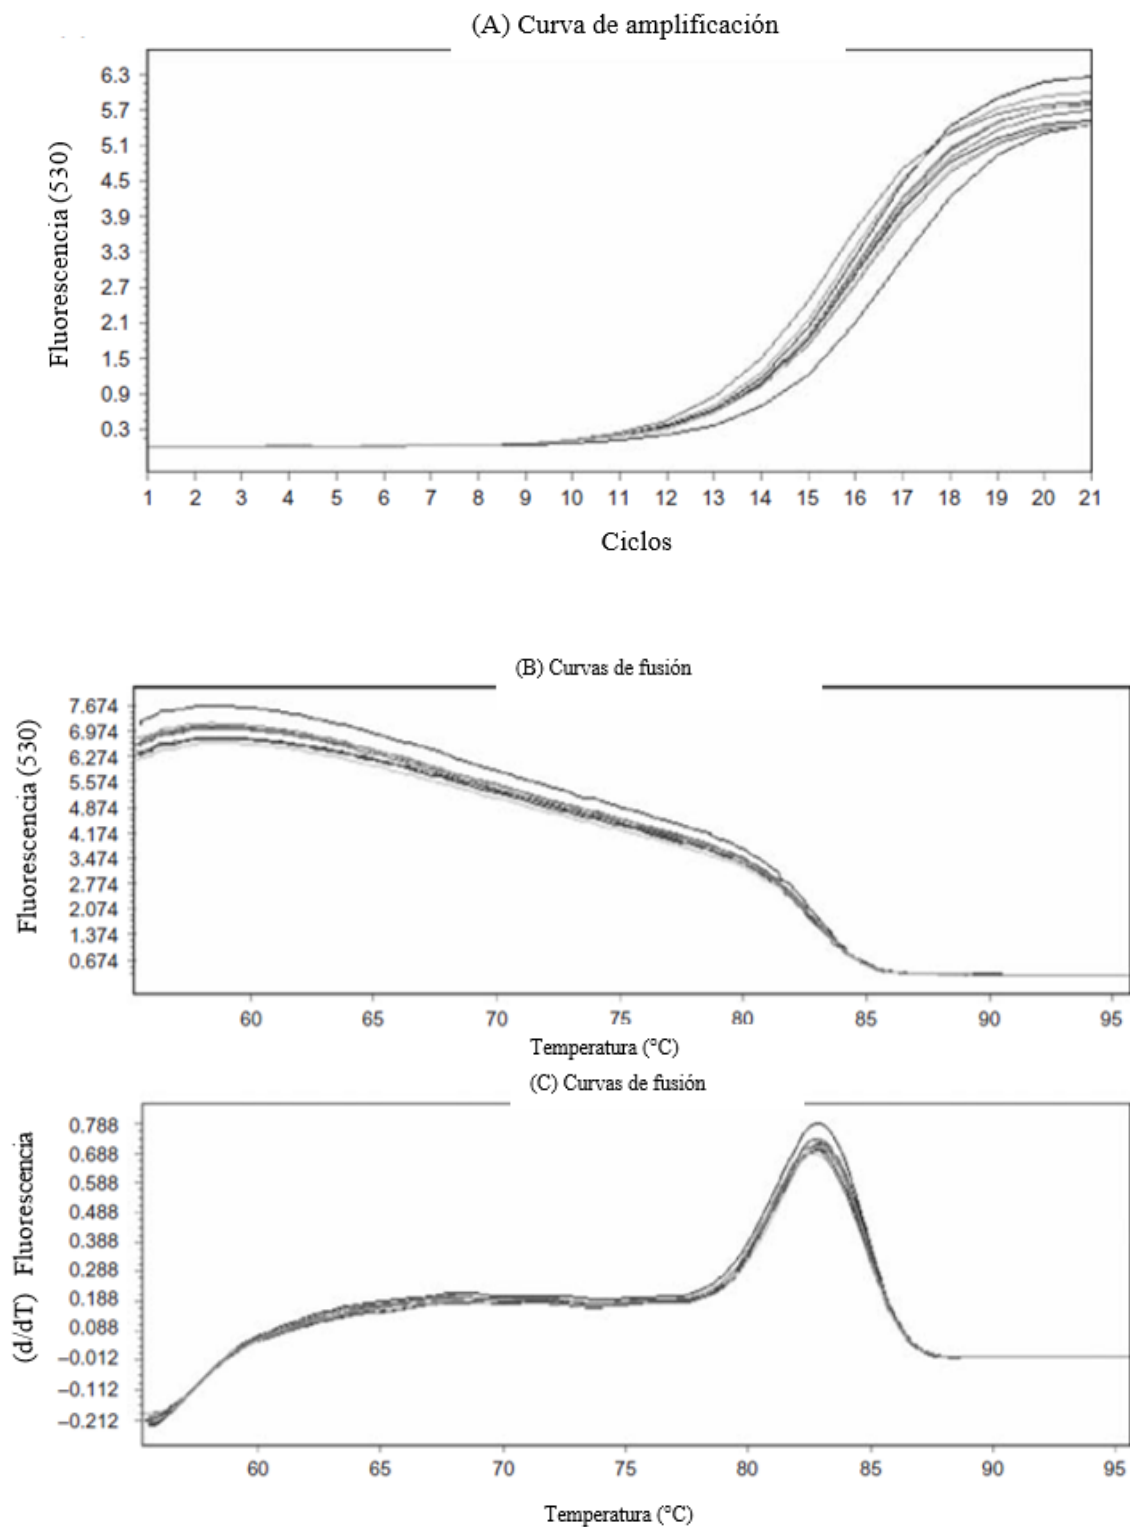 (A) Curva de amplificación
6.3
5.7
5.1
4.5
3.9
3.3
2.7
2.1
1.5
0.9
0.3
Fluorescencia (530)
1 2 3 4 5 6 7 8 9 10 11 12 13 14 15 16 17 18 19 20 21
Ciclos
(B) Curvas de fusión
7.674
6.974
6.274
5.574
4.874
4.174
3.474
2.774
2.074
1.374
0.674
Fluorescencia (530)
60 65 70 75 80 85 90 95
Temperatura (°C)
(C) Curvas de fusión
0.788
0.688
0.588
0.488
0.388
0.288
0.188
0.088
–0.012
–0.112
–0.212
(d/dT) Fluorescencia
60 65 70 75 80 85 90 95
Temperatura (°C)